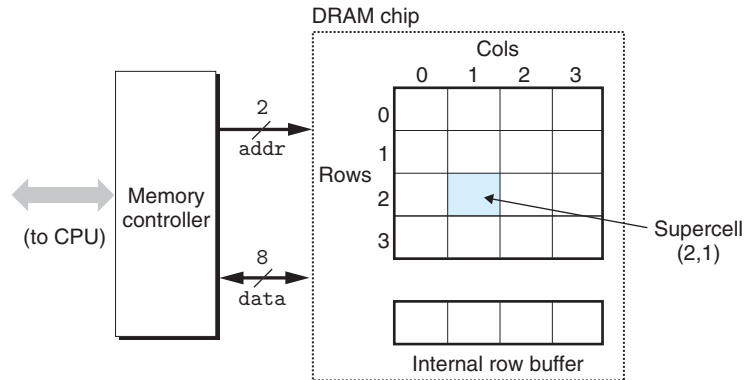 DRAM chip
Cols
0 1 2 3
2
addr
0
1
Rows
2
3
Memory
controller
(to CPU)
8
data
Supercell
(2,1)
Internal row buffer